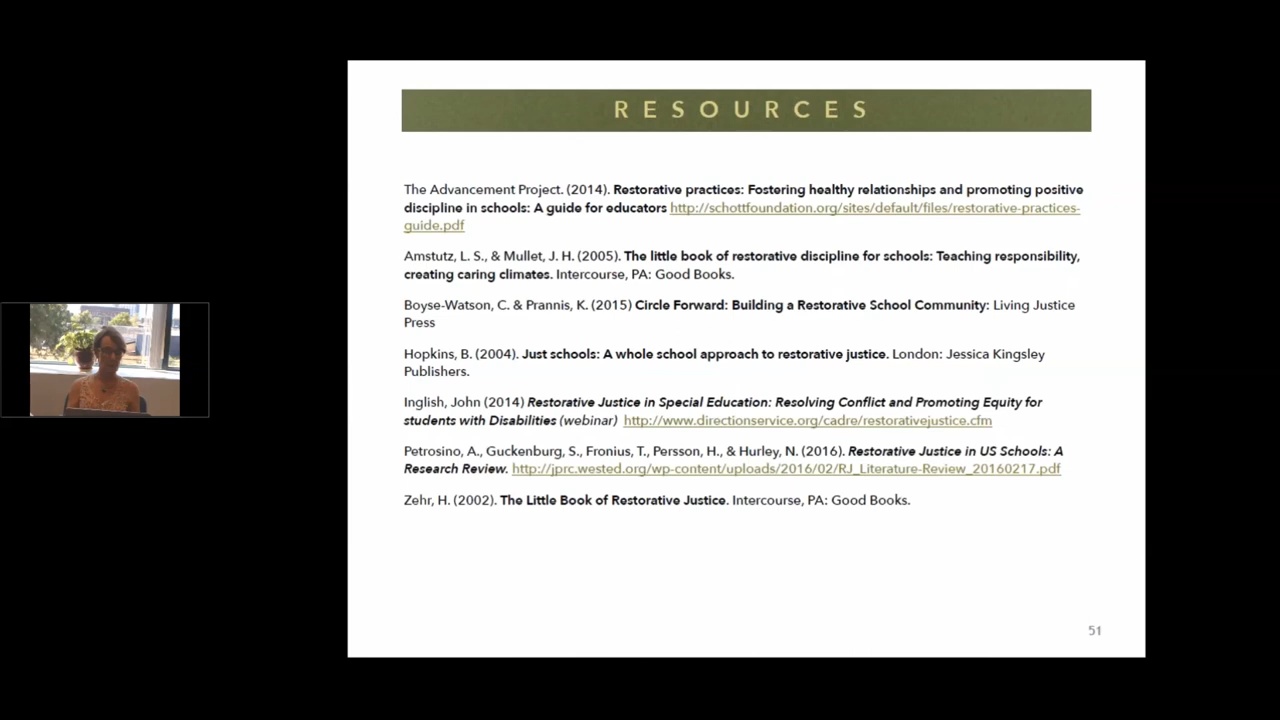 RESOURCES
The Advancement Project. (2014). Restorative practices: Fostering healthy relationships and promoting positive
discipline in schools: A guide for educators http://schottfoundation.org/sites/default/files/restorative-practices-
guide.pdf
Amstutz, L. S., & Mullet, J. H. (2005). The little book of restorative discipline for schools: Teaching responsibility,
creating caring climates. Intercourse, PA: Good Books.
Boyse-Watson, C. & Prannis, K. (2015) Circle Forward: Building a Restorative School Community: Living Justice
Press
Hopkins, B. (2004). Just schools: A whole school approach to restorative justice. London: Jessica Kingsley
Publishers.
Inglish, John (2014) Restorative Justice in Special Education: Resolving Conflict and Promoting Equity for
students with Disabilities (webinar) http://www.directionservice.org/cadre/restorativejustice.cfm
Petrosino, A., Guckenburg, S., Fronius, T., Persson, H., & Hurley, N. (2016). Restorative Justice in US Schools: A
Research Review. http://jprc.wested.org/wp-content/uploads/2016/02/RJ_Literature-Review_20160217.pdf
Zehr, H. (2002). The Little Book of Restorative Justice. Intercourse, PA: Good Books.
51